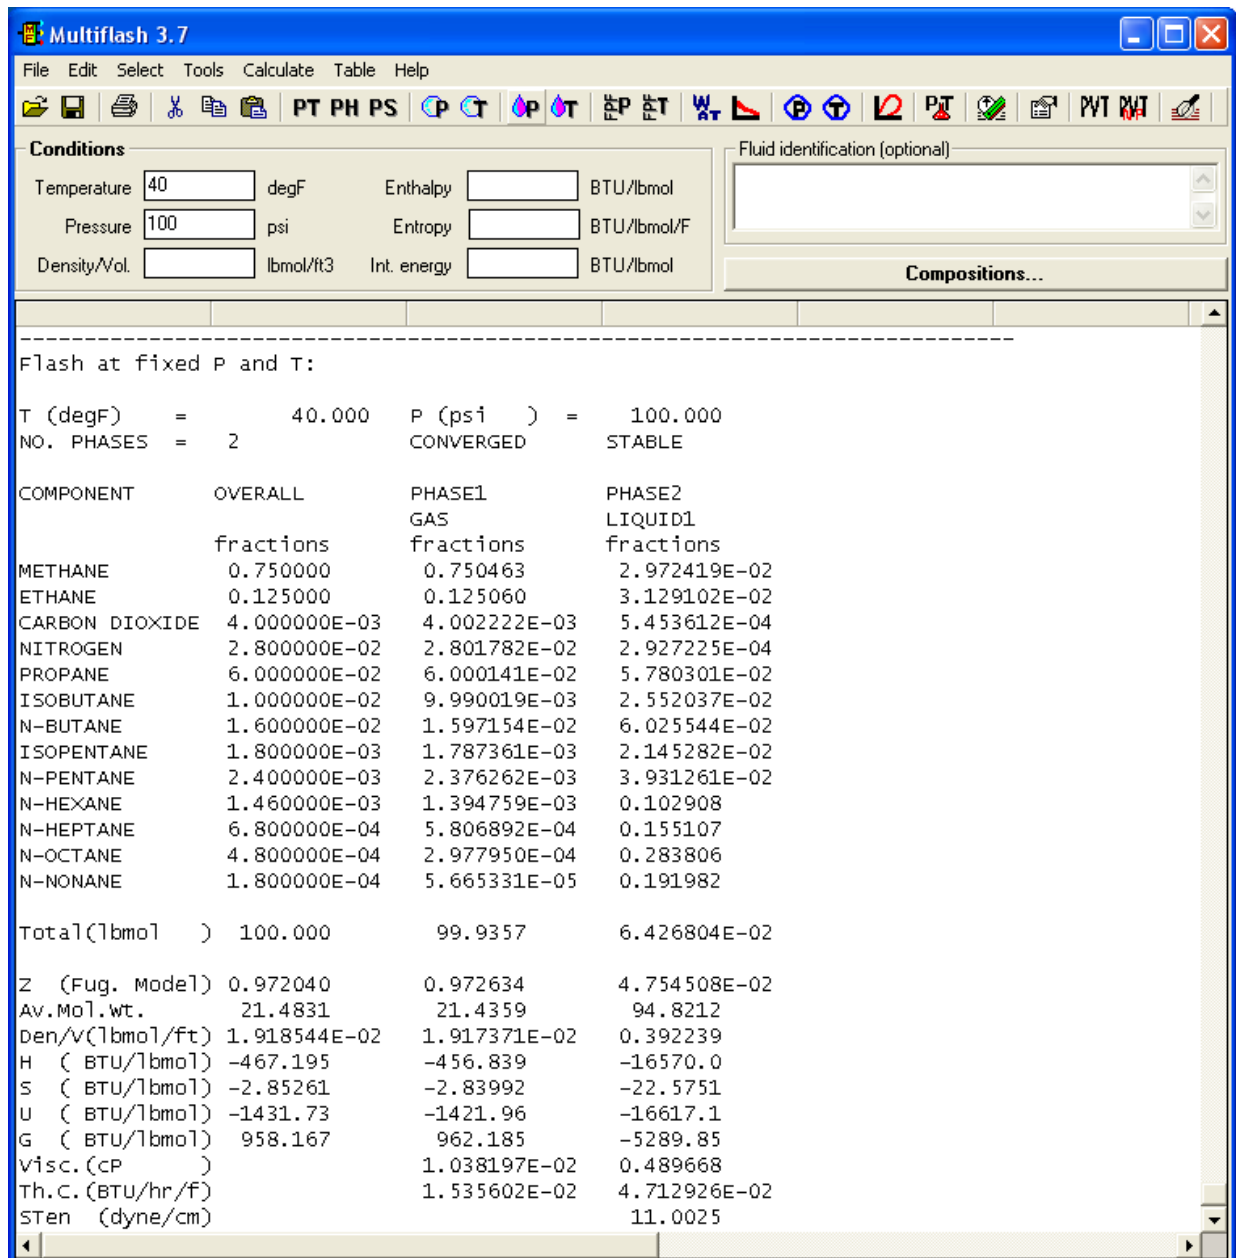 Multiflash 3.7
File Edit Select Tools Calculate Table Help
PT PH PS P T P T P T WAT P T PVT PVT
Conditions
Fluid identification (optional)
Temperature 40 degF Enthalpy BTU/lbmol
Pressure 100 psi Entropy BTU/lbmol/F
Density/Vol. lbmol/ft3 Int. energy BTU/lbmol
Compositions...
Flash at fixed P and T:
T (degF) = 40.000 P (psi ) = 100.000
NO. PHASES = 2 CONVERGED STABLE
COMPONENT OVERALL PHASE1 PHASE2
GAS LIQUID1
fractions fractions fractions
METHANE 0.750000 0.750463 2.972419E-02
ETHANE 0.125000 0.125060 3.129102E-02
CARBON DIOXIDE 4.000000E-03 4.002222E-03 5.453612E-04
NITROGEN 2.800000E-02 2.801782E-02 2.927225E-04
PROPANE 6.000000E-02 6.000141E-02 5.780301E-02
ISOBUTANE 1.000000E-02 9.990019E-03 2.552037E-02
N-BUTANE 1.600000E-02 1.597154E-02 6.025544E-02
ISOPENTANE 1.800000E-03 1.787361E-03 2.145282E-02
N-PENTANE 2.400000E-03 2.376262E-03 3.931261E-02
N-HEXANE 1.460000E-03 1.394759E-03 0.102908
N-HEPTANE 6.800000E-04 5.806892E-04 0.155107
N-OCTANE 4.800000E-04 2.977950E-04 0.283806
N-NONANE 1.800000E-04 5.665331E-05 0.191982
Total(lbmol ) 100.000 99.9357 6.426804E-02
Z (Fug. Model) 0.972040 0.972634 4.754508E-02
Av.Mol.Wt. 21.4831 21.4359 94.8212
Den/V(lbmol/ft) 1.918544E-02 1.917371E-02 0.392239
H ( BTU/lbmol) -467.195 -456.839 -16570.0
S ( BTU/lbmol) -2.85261 -2.83992 -22.5751
U ( BTU/lbmol) -1431.73 -1421.96 -16617.1
G ( BTU/lbmol) 958.167 962.185 -5289.85
Visc.(cP ) 1.038197E-02 0.489668
Th.C.(BTU/hr/f) 1.535602E-02 4.712926E-02
STen (dyne/cm) 11.0025